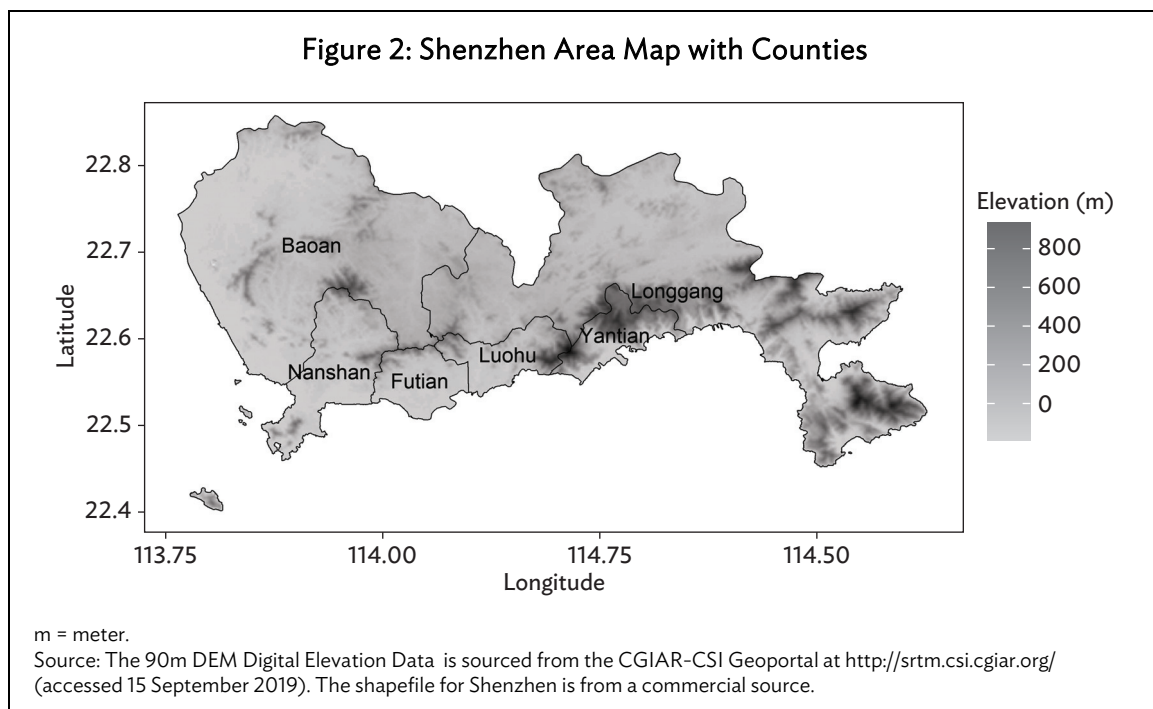 Figure 2: Shenzhen Area Map with Counties
22.8
22.7
22.6
22.5
22.4
Latitude
Baoan
Longgang
Yantian
Luohu
Nanshan
Futian
113.75
114.00
114.75
114.50
Longitude
Elevation (m)
800
600
400
200
0
m = meter.
Source: The 90m DEM Digital Elevation Data is sourced from the CGIAR-CSI Geoportal at http://srtm.csi.cgiar.org/
(accessed 15 September 2019). The shapefile for Shenzhen is from a commercial source.